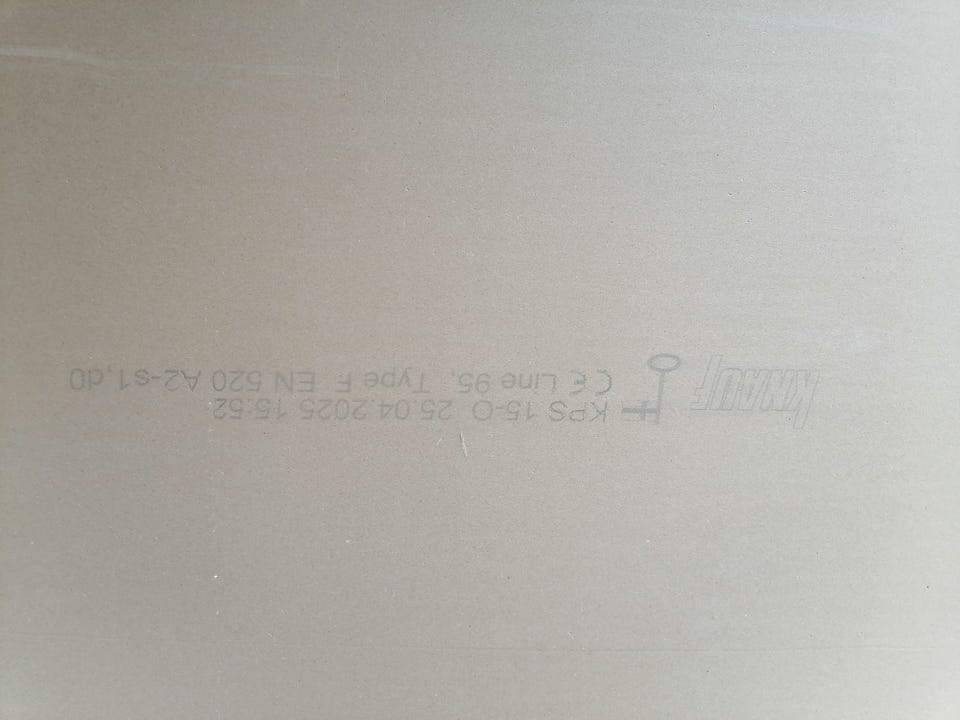 KNAUF
KPS 15-O 25.04.2025 15:52
CE Line 95, Type F EN 520 A2-s1,d0